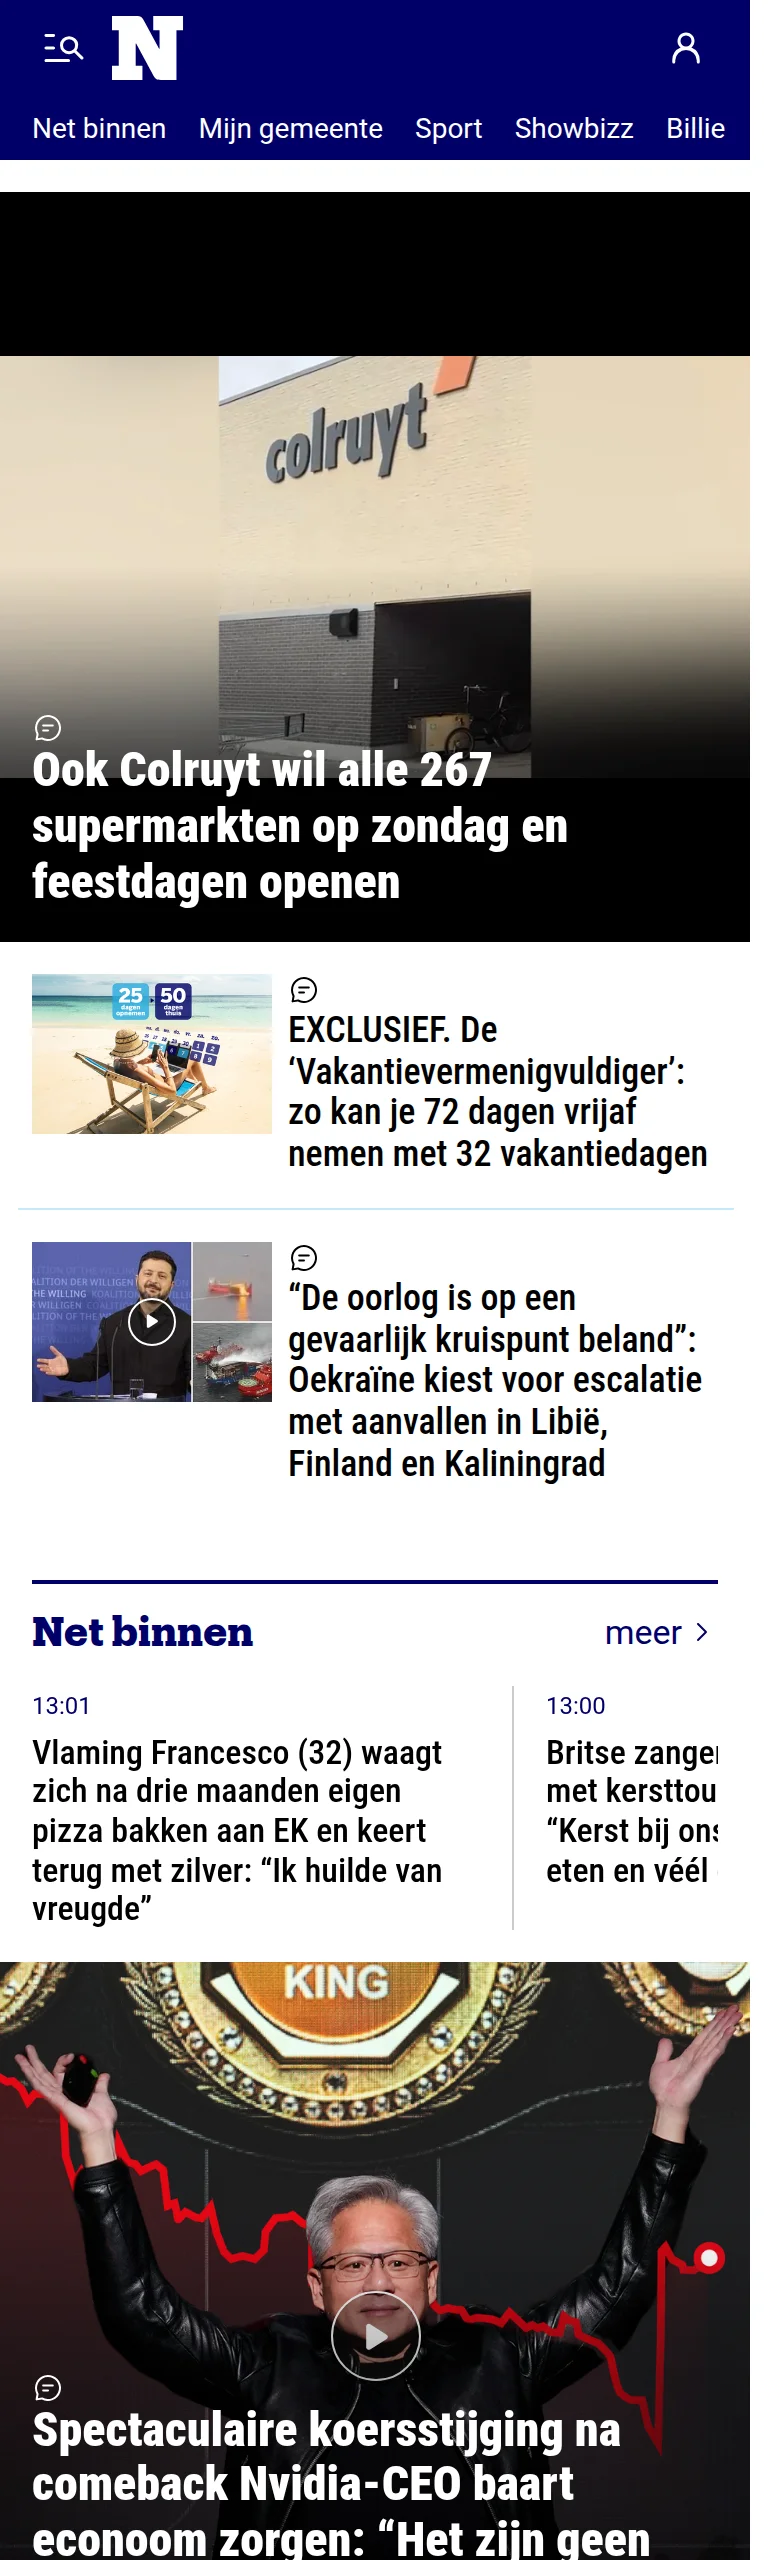 N
Net binnen Mijn gemeente Sport Showbizz Billie
colruyt
Ook Colruyt wil alle 267
supermarkten op zondag en
feestdagen openen
25 50
dagen dagen
opnemen thuis
EXCLUSIEF. De
‘Vakantievermenigvuldiger’:
zo kan je 72 dagen vrijaf
nemen met 32 vakantiedagen
“De oorlog is op een
gevaarlijk kruispunt beland”:
Oekraïne kiest voor escalatie
met aanvallen in Libië,
Finland en Kaliningrad
Net binnen
meer
13:01
Vlaming Francesco (32) waagt
zich na drie maanden eigen
pizza bakken aan EK en keert
terug met zilver: “Ik huilde van
vreugde”
13:00
Britse zanger
met kersttou
“Kerst bij ons
eten en véél
KING
Spectaculaire koersstijging na
comeback Nvidia-CEO baart
econoom zorgen: “Het zijn geen